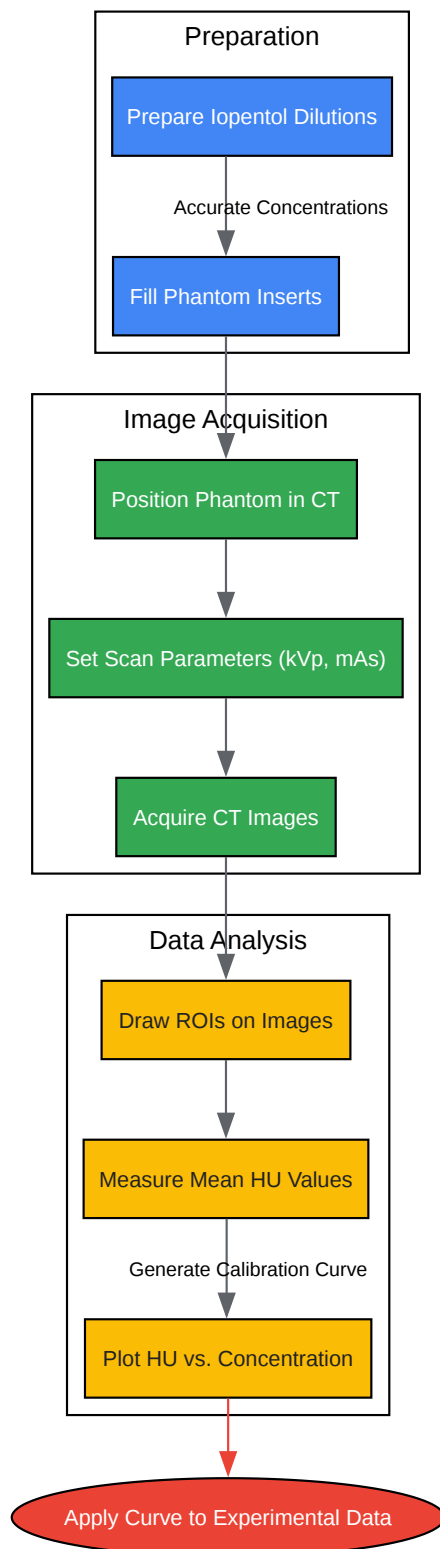 Preparation
Prepare Iopentol Dilutions
Accurate Concentrations
Fill Phantom Inserts
Image Acquisition
Position Phantom in CT
Set Scan Parameters (kVp, mAs)
Acquire CT Images
Data Analysis
Draw ROIs on Images
Measure Mean HU Values
Generate Calibration Curve
Plot HU vs. Concentration
Apply Curve to Experimental Data